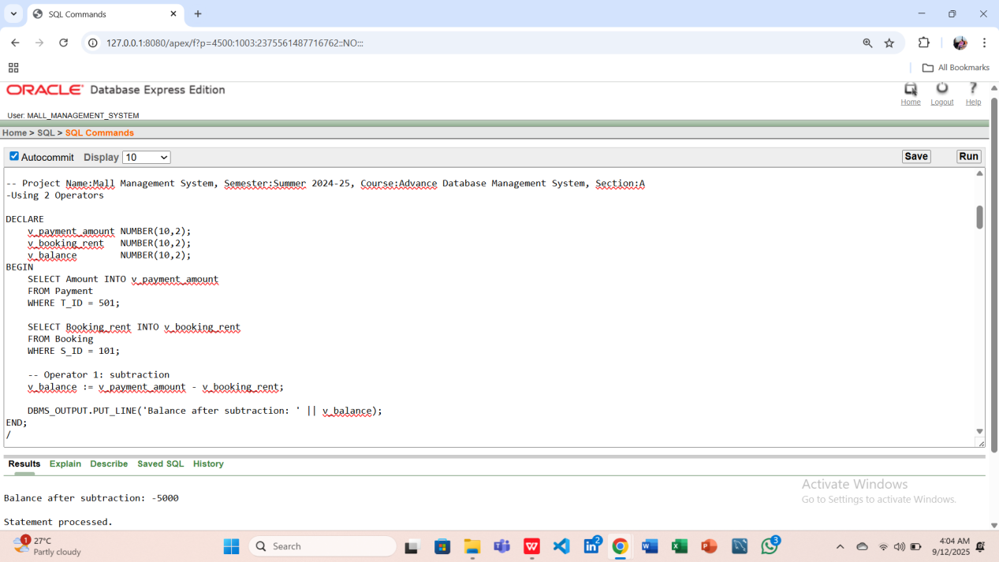 SQL Commands
127.0.0.1:8080/apex/f?p=4500:1003:2375561487716762::NO:::
All Bookmarks
ORACLE Database Express Edition
Home Logout Help
User: MALL_MANAGEMENT_SYSTEM
Home > SQL > SQL Commands
Autocommit Display 10 Save Run
-- Project Name:Mall Management System, Semester:Summer 2024-25, Course:Advance Database Management System, Section:A
-Using 2 Operators
DECLARE
v_payment_amount NUMBER(10,2);
v_booking_rent NUMBER(10,2);
v_balance NUMBER(10,2);
BEGIN
SELECT Amount INTO v_payment_amount
FROM Payment
WHERE T_ID = 501;
SELECT Booking_rent INTO v_booking_rent
FROM Booking
WHERE S_ID = 101;
-- Operator 1: subtraction
v_balance := v_payment_amount - v_booking_rent;
DBMS_OUTPUT.PUT_LINE('Balance after subtraction: ' || v_balance);
END;
/
Results Explain Describe Saved SQL History
Balance after subtraction: -5000
Statement processed.
Activate Windows
Go to Settings to activate Windows.
1
27°C
Partly cloudy
Search
2
3
4:04 AM
9/12/2025